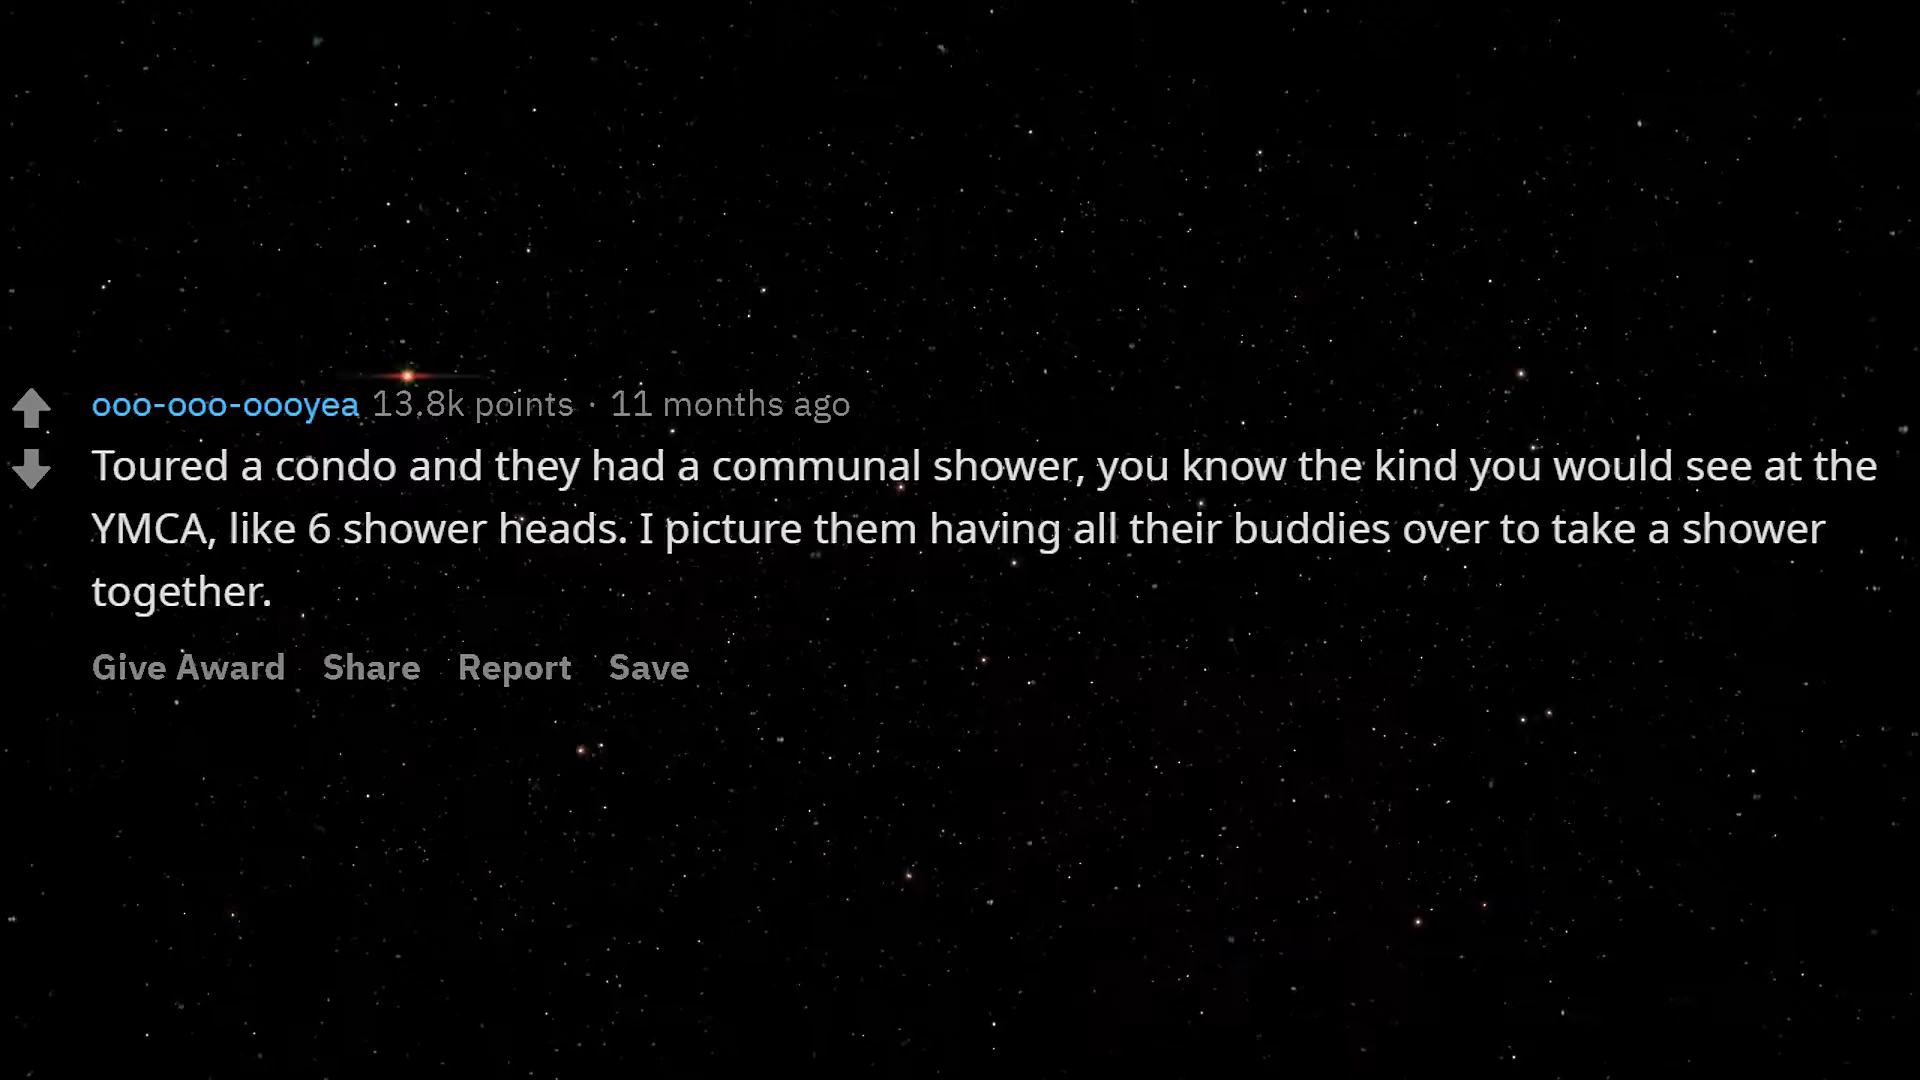 ooo-ooo-oooyea 13.8k points · 11 months ago
Toured a condo and they had a communal shower, you know the kind you would see at the
YMCA, like 6 shower heads. I picture them having all their buddies over to take a shower
together.
Give Award Share Report Save